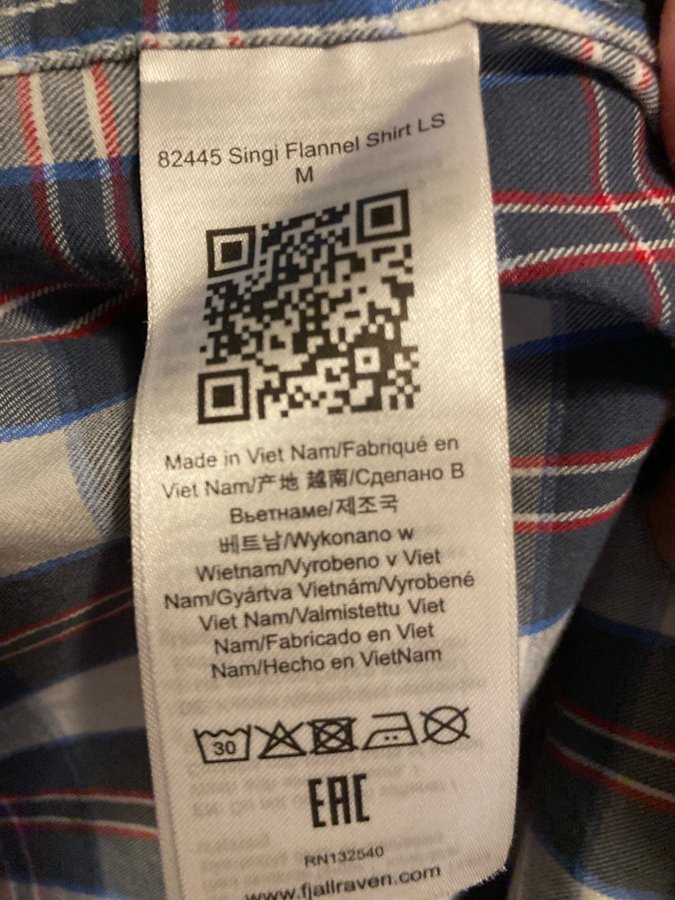 82445 Singi Flannel Shirt LS
M
Made in Viet Nam/Fabriqué en
Viet Nam/产地 越南/Сделано В
Вьетнаме/제조국
베트남/Wykonano w
Wietnam/Vyrobeno v Viet
Nam/Gyártva Vietnám/Vyrobené
Viet Nam/Valmistettu Viet
Nam/Fabricado en Viet
Nam/Hecho en VietNam
30
EAC
RN132540
www.fjallraven.com